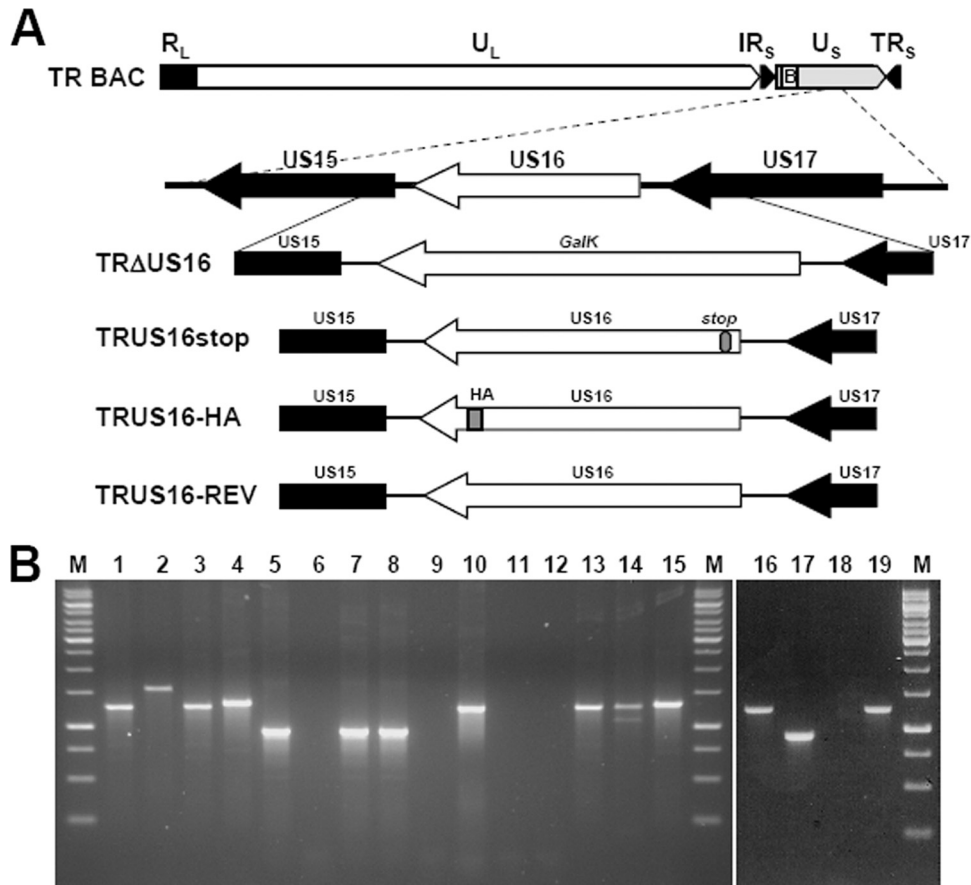 A
R_L U_L IR_S U_S TR_S
TR BAC B
US15 US16 US17
US15 GalK US17
TRΔUS16
US15 US16 stop US17
TRUS16stop
US15 HA US16 US17
TRUS16-HA
US15 US16 US17
TRUS16-REV
B
M 1 2 3 4 5 6 7 8 9 10 11 12 13 14 15 M 16 17 18 19 M